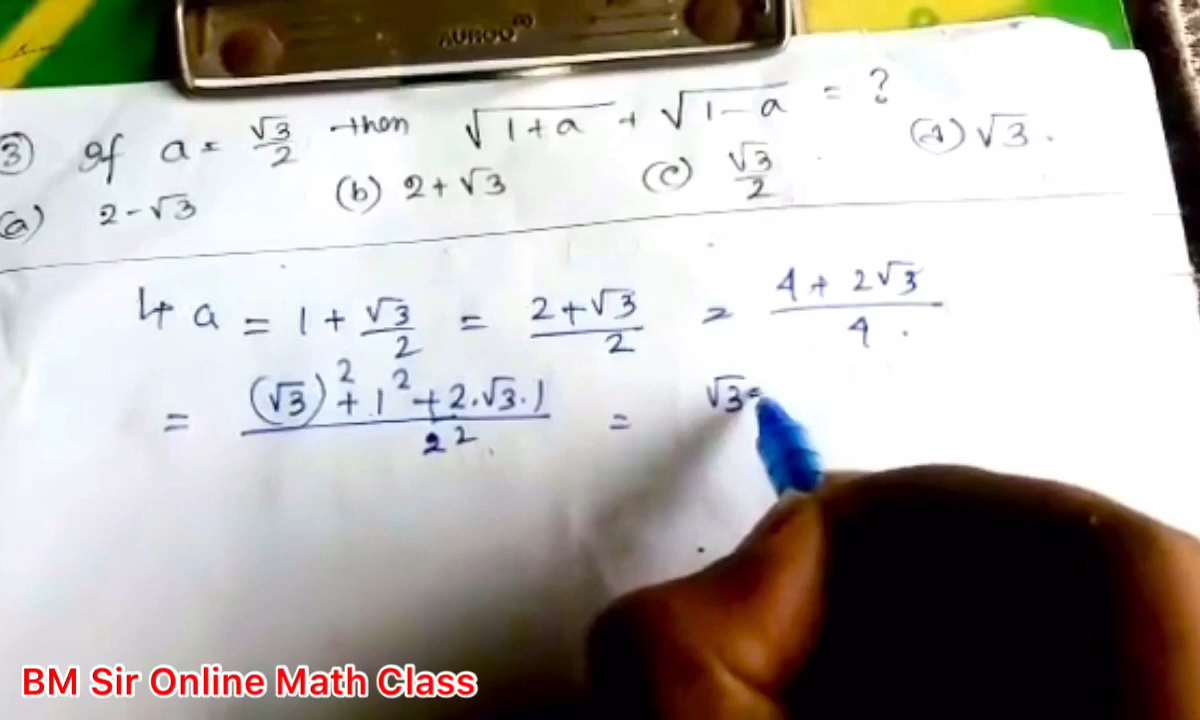 AUROO
③ If a = √3/2 then √(1+a) + √(1-a) = ?
(a) 2-√3 (b) 2+√3 (c) √3/2 (d) √3.
1+a = 1 + √3/2 = (2+√3)/2 = (4+2√3)/4.
= ((√3)² + 1² + 2.√3.1)/2² = √3
BM Sir Online Math Class